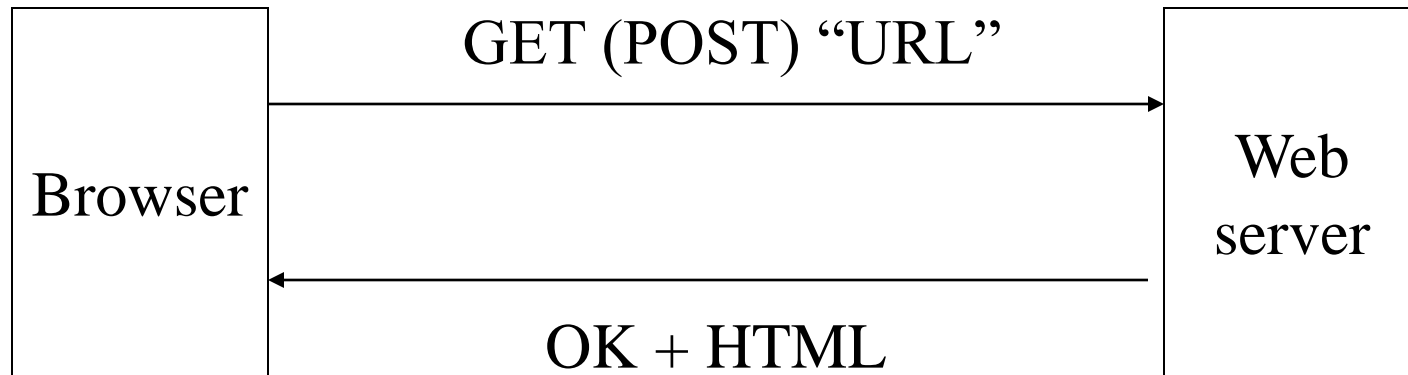 GET (POST) “URL”
Browser
Web
server
OK + HTML